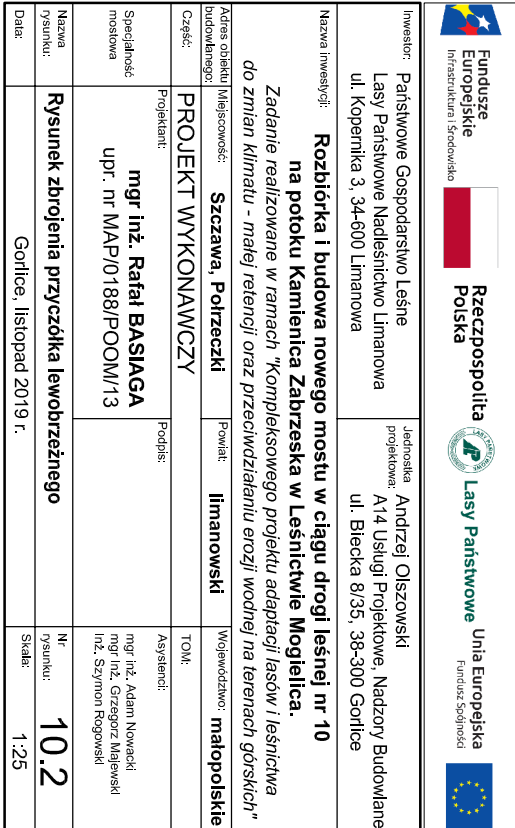 Fundusze
Europejskie
Infrastruktura i Środowisko
Rzeczpospolita
Polska
LASY PAŃSTWOWE
Lasy Państwowe
Unia Europejska
Fundusz Spójności
Inwestor:
Państwowe Gospodarstwo Leśne
Lasy Państwowe Nadleśnictwo Limanowa
ul. Kopernika 3, 34-600 Limanowa
Jednostka
projektowa:
Andrzej Olszowski
A14 Usługi Projektowe, Nadzory Budowlane
ul. Biecka 8/35, 38-300 Gorlice
Nazwa inwestycji:
Rozbiórka i budowa nowego mostu w ciągu drogi leśnej nr 10
na potoku Kamienica Zabrzeska w Leśnictwie Mogielica.
Zadanie realizowane w ramach "Kompleksowego projektu adaptacji lasów i leśnictwa
do zmian klimatu - małej retencji oraz przeciwdziałaniu erozji wodnej na terenach górskich"
Adres obiektu
budowlanego:
Miejscowość:
Szczawa, Połrzeczki
Powiat:
limanowski
Województwo:
małopolskie
Część:
PROJEKT WYKONAWCZY
TOM:
Specjalność
mostowa
Projektant:
mgr inż. Rafał BASIAGA
upr. nr MAP/0188/POOM/13
Podpis:
Asystenci:
mgr inż. Adam Nowacki
mgr inż. Grzegorz Majewski
inż. Szymon Rogowski
Nazwa
rysunku:
Rysunek zbrojenia przyczółka lewobrzeżnego
Nr
rysunku:
10.2
Data:
Gorlice, listopad 2019 r.
Skala:
1:25